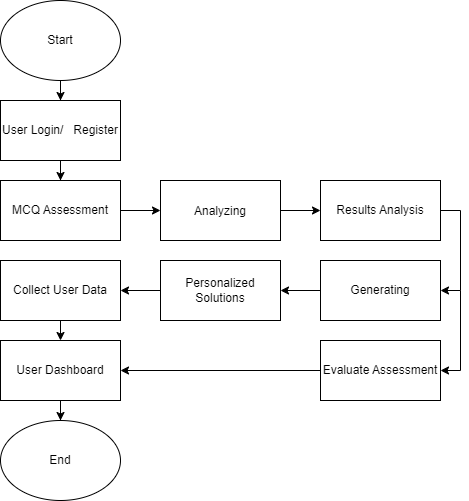 Start
User Login/   Register
MCQ Assessment
Analyzing
Results Analysis
Collect User Data
Personalized
Solutions
Generating
User Dashboard
Evaluate Assessment
End